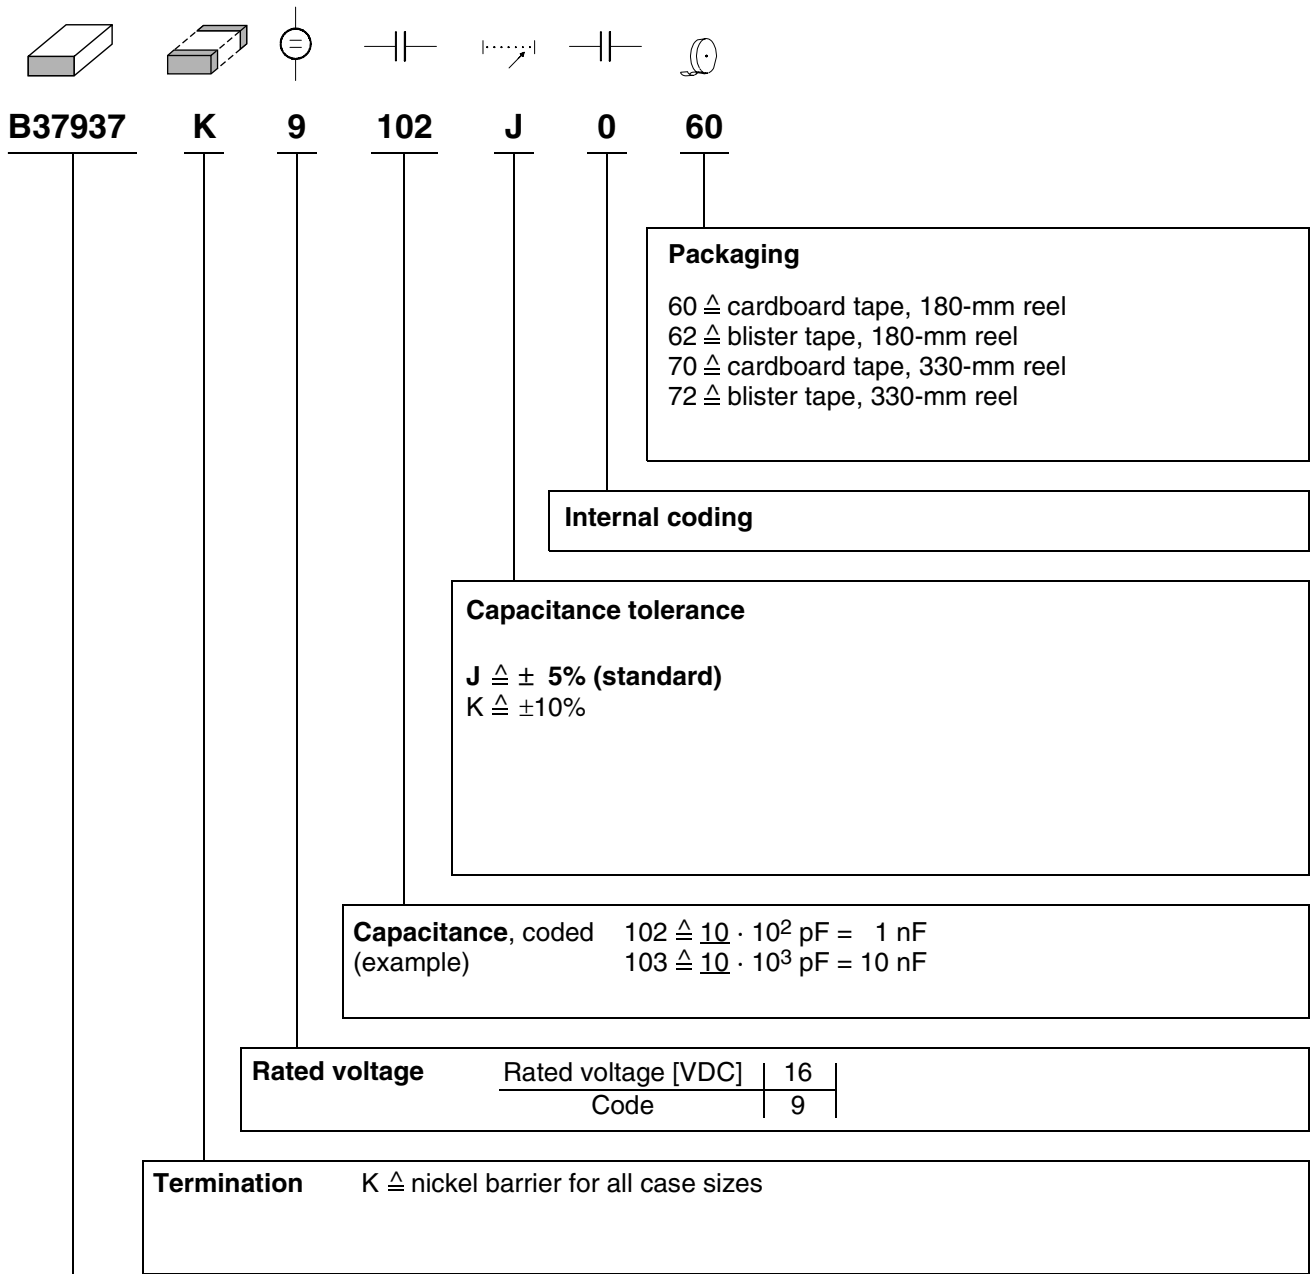 B37937 K 9 102 J 0 60
Packaging
60 ≙ cardboard tape, 180-mm reel
62 ≙ blister tape, 180-mm reel
70 ≙ cardboard tape, 330-mm reel
72 ≙ blister tape, 330-mm reel
Internal coding
Capacitance tolerance
J ≙ ± 5% (standard)
K ≙ ±10%
Capacitance, coded 102 ≙ 10 · 10² pF = 1 nF
(example) 103 ≙ 10 · 10³ pF = 10 nF
Rated voltage Rated voltage [VDC] 16
Code 9
Termination K ≙ nickel barrier for all case sizes